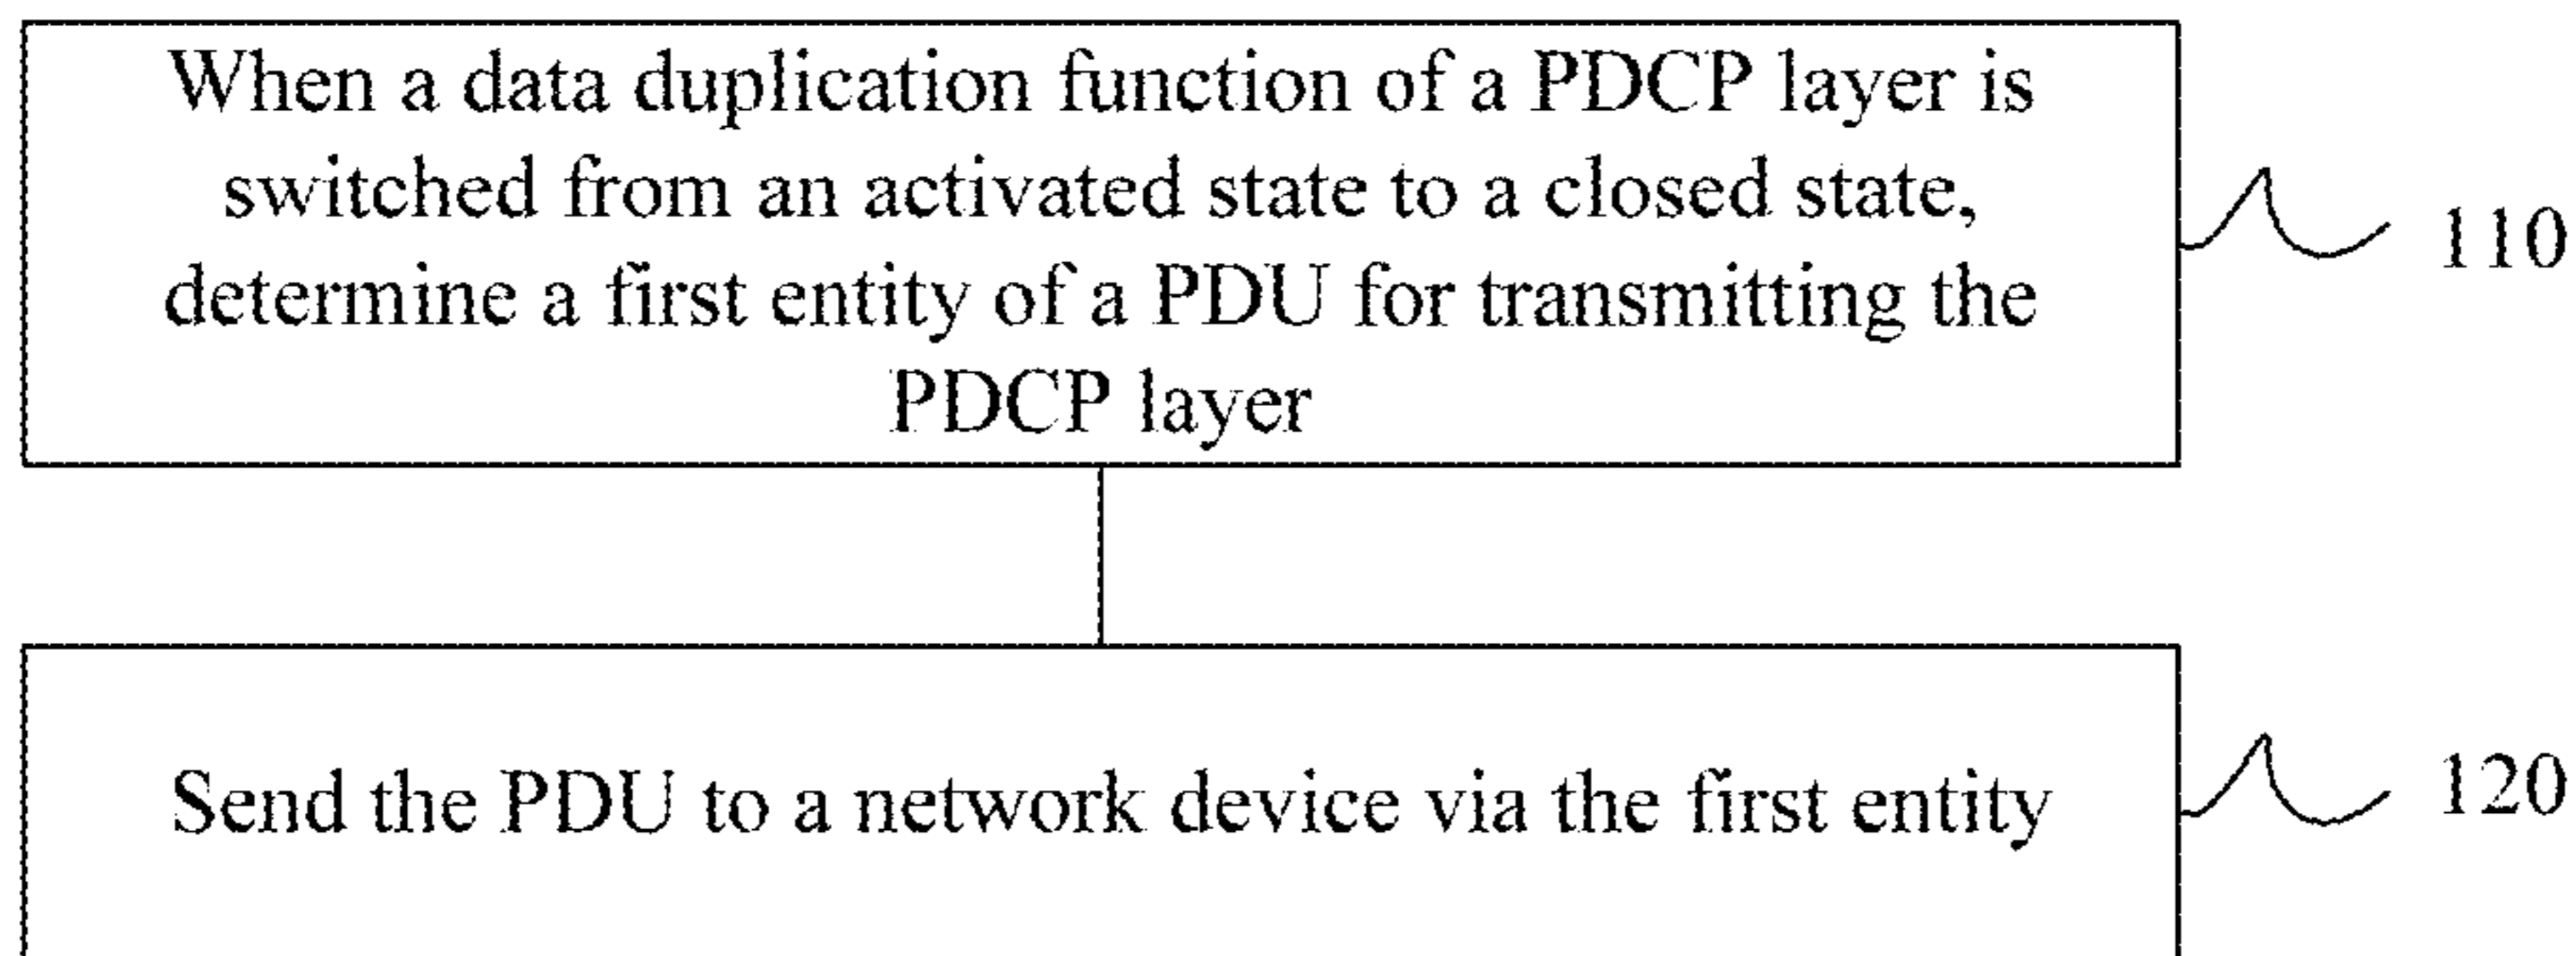 When a data duplication function of a PDCP layer is
switched from an activated state to a closed state,
determine a first entity of a PDU for transmitting the
PDCP layer
110
Send the PDU to a network device via the first entity
120